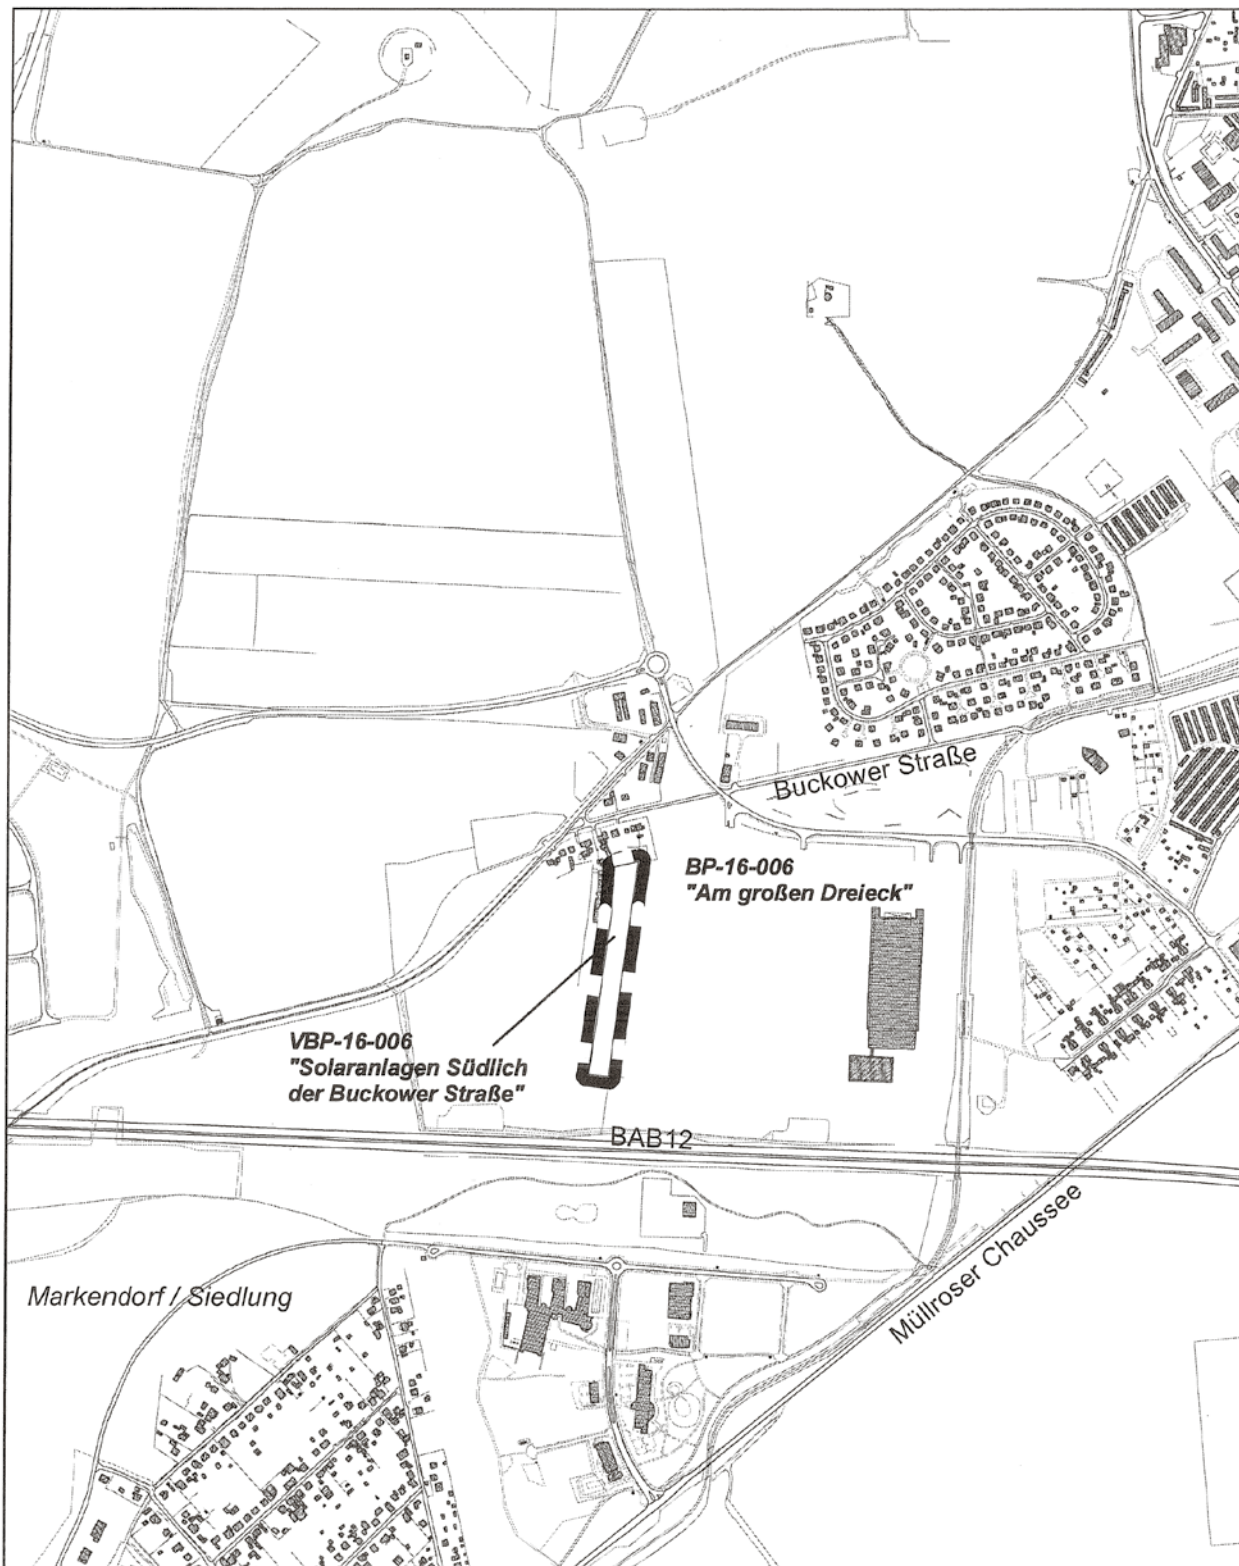 Buckower Straße
BP-16-006
"Am großen Dreieck"
VBP-16-006
"Solaranlagen Südlich
der Buckower Straße"
BAB12
Müllroser Chaussee
Markendorf / Siedlung